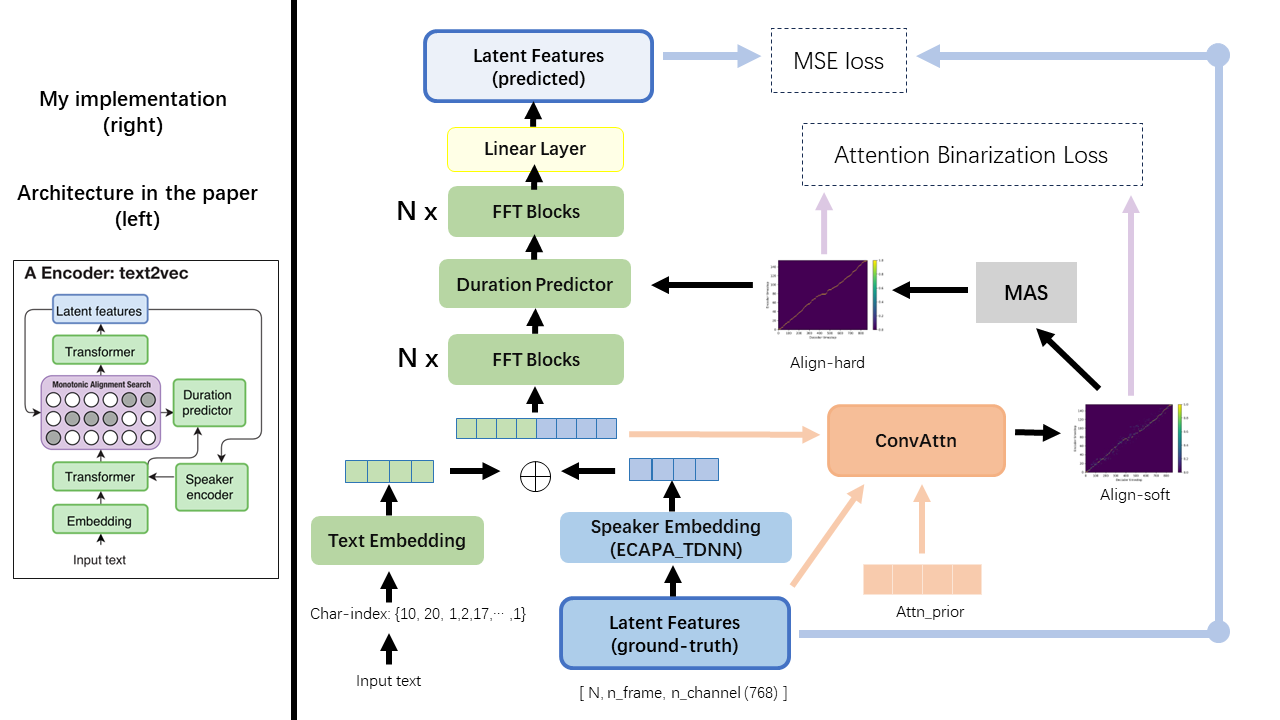 My implementation
(right)
Architecture in the paper
(left)
A Encoder: text2vec
Latent features
Transformer
Monotonic Alignment Search
Duration
predictor
Transformer
Speaker
encoder
Embedding
Input text
Latent Features
(predicted)
MSE loss
Linear Layer
Attention Binarization Loss
N x
FFT Blocks
Duration Predictor
MAS
Align-hard
N x
FFT Blocks
ConvAttn
Align-soft
Text Embedding
Speaker Embedding
(ECAPA_TDNN)
Attn_prior
Char-index: {10, 20, 1,2,17,··· ,1}
Latent Features
(ground-truth)
Input text
[ N, n_frame, n_channel (768) ]